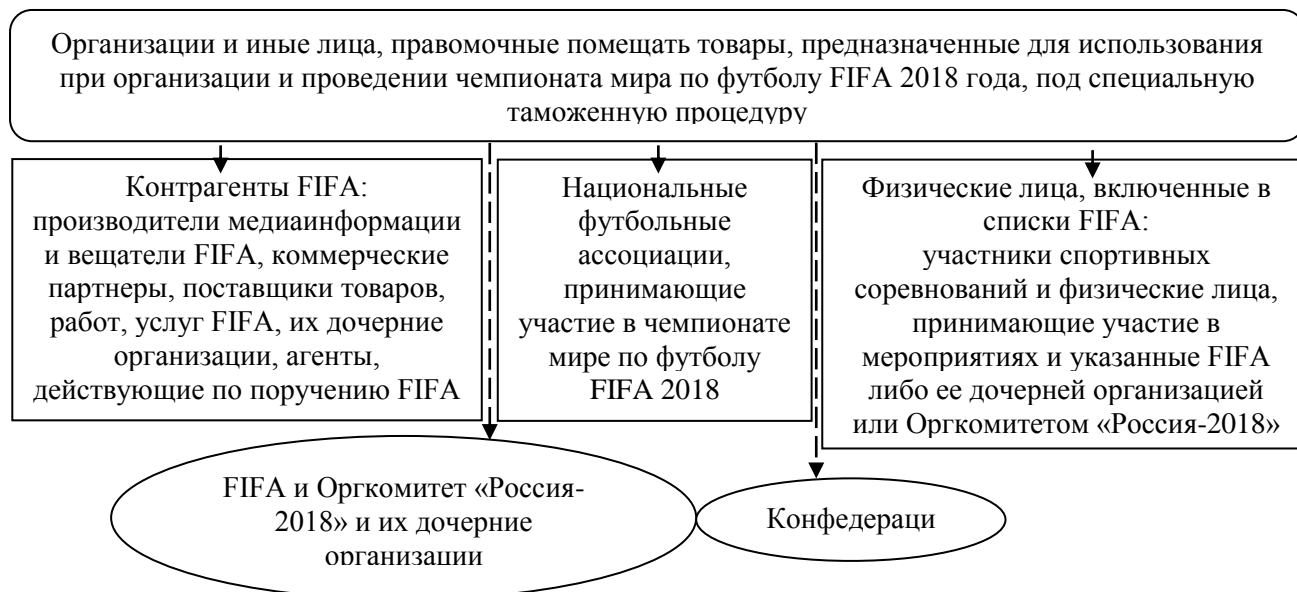 Организации и иные лица, правомочные помещать товары, предназначенные для использования
при организации и проведении чемпионата мира по футболу FIFA 2018 года, под специальную
таможенную процедуру
Контрагенты FIFA:
производители медиаинформации
и вещатели FIFA, коммерческие
партнеры, поставщики товаров,
работ, услуг FIFA, их дочерние
организации, агенты,
действующие по поручению FIFA
Национальные
футбольные
ассоциации,
принимающие
участие в чемпионате
мире по футболу
FIFA 2018
Физические лица, включенные в
списки FIFA:
участники спортивных
соревнований и физические лица,
принимающие участие в
мероприятиях и указанные FIFA
либо ее дочерней организацией
или Оргкомитетом «Россия-2018»
FIFA и Оргкомитет «Россия-
2018» и их дочерние
организации
Конфедераци